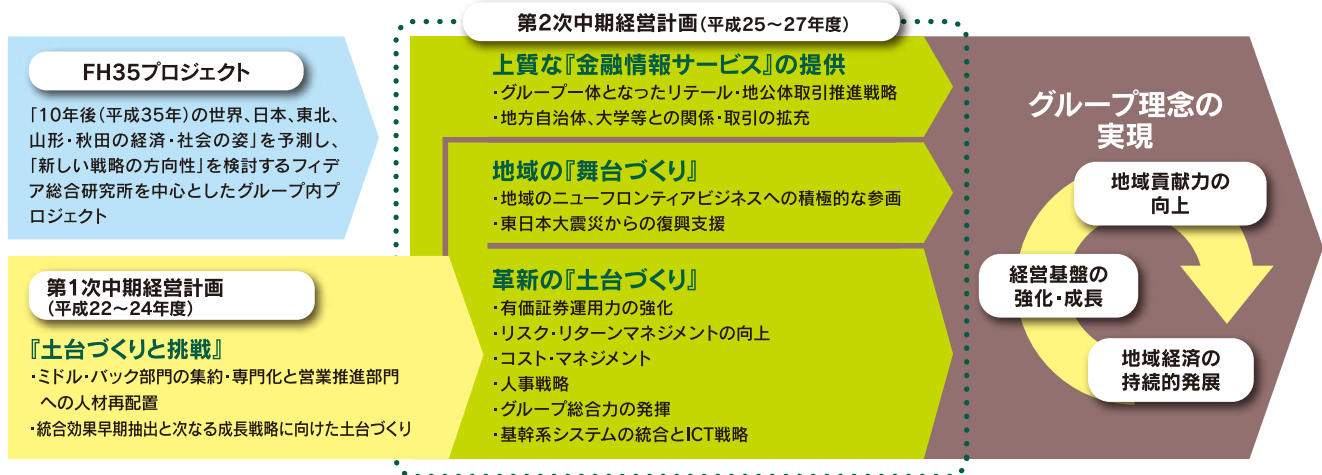 FH35プロジェクト
「10年後(平成35年)の世界、日本、東北、
山形・秋田の経済・社会の姿」を予測し、
「新しい戦略の方向性」を検討するフィデ
ア総合研究所を中心としたグループ内プ
ロジェクト
第1次中期経営計画
(平成22~24年度)
『土台づくりと挑戦』
・ミドル・バック部門の集約・専門化と営業推進部門
への人材再配置
・統合効果早期抽出と次なる成長戦略に向けた土台づくり
第2次中期経営計画(平成25~27年度)
上質な『金融情報サービス』の提供
・グループ一体となったリテール・地公体取引推進戦略
・地方自治体、大学等との関係・取引の拡充
地域の『舞台づくり』
・地域のニューフロンティアビジネスへの積極的な参画
・東日本大震災からの復興支援
革新の『土台づくり』
・有価証券運用力の強化
・リスク・リターンマネジメントの向上
・コスト・マネジメント
・人事戦略
・グループ総合力の発揮
・基幹系システムの統合とICT戦略
グループ理念の
実現
地域貢献力の
向上
経営基盤の
強化・成長
地域経済の
持続的発展